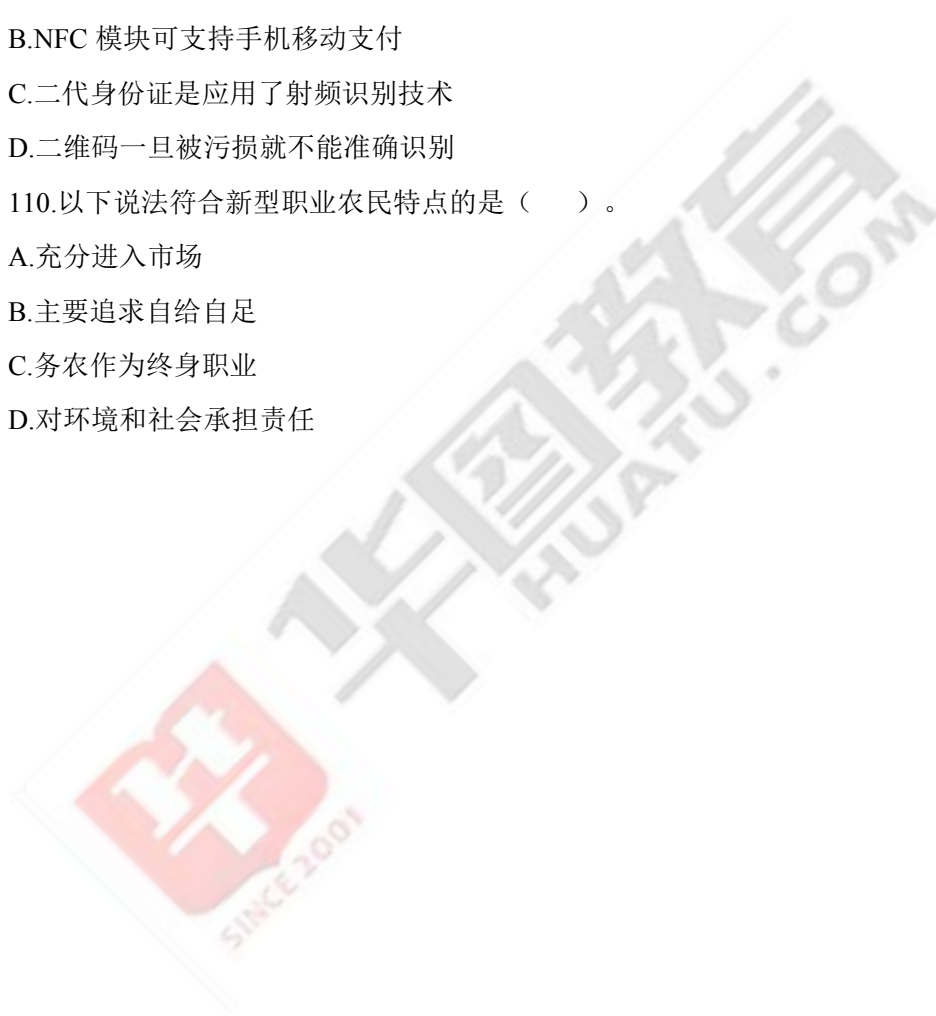 B.NFC 模块可支持手机移动支付
C.二代身份证是应用了射频识别技术
D.二维码一旦被污损就不能准确识别
110.以下说法符合新型职业农民特点的是（　　）。
A.充分进入市场
B.主要追求自给自足
C.务农作为终身职业
D.对环境和社会承担责任
华图教育
HUATU.COM
SINCE 2001